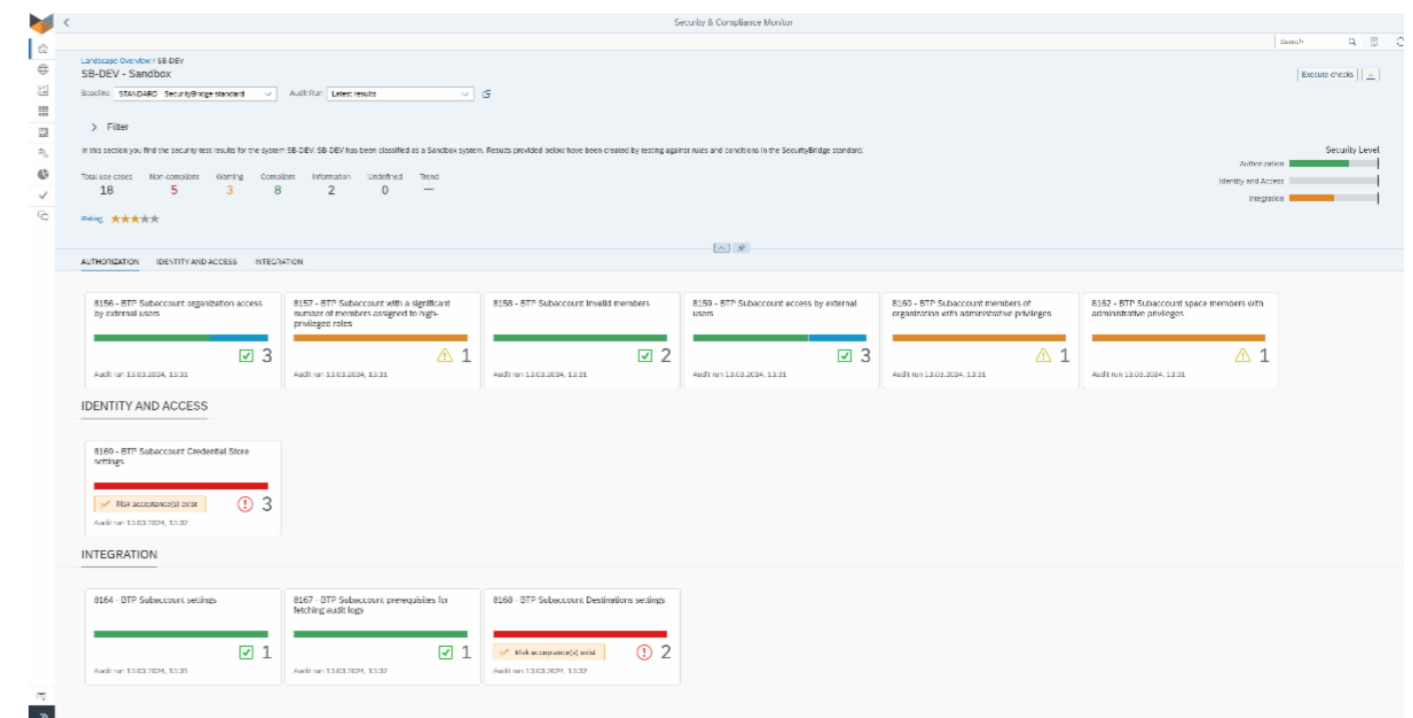 Security & Compliance Monitor
Search
Landscape Overview / SB-DEV
SB-DEV - Sandbox
Execute checks
Baseline STANDARD SecurityBridge standard Audit Run Latest results
Filter
In this section you find the security test results for the system SB-DEV. SB-DEV has been classified as a Sandbox system. Results provided below have been created by testing against rules and conditions in the SecurityBridge standard.
Security Level
Authorization
Identity and Access
Integration
Total use cases Non-compliant Warning Compliant Information Undefined Trend
18 5 3 8 2 0 —
Rating
AUTHORIZATION IDENTITY AND ACCESS INTEGRATION
8156 - BTP Subaccount organization access
by external users
3
Audit run 13.03.2024, 13:31
8157 - BTP Subaccount with a significant
number of members assigned to high-
privileged roles
1
Audit run 13.03.2024, 13:31
8158 - BTP Subaccount invalid members
2
Audit run 13.03.2024, 13:31
8159 - BTP Subaccount access by external
users
3
Audit run 13.03.2024, 13:31
8160 - BTP Subaccount members of
organization with administrative privileges
1
Audit run 13.03.2024, 13:31
8162 - BTP Subaccount space members with
administrative privileges
1
Audit run 13.03.2024, 13:31
IDENTITY AND ACCESS
8169 - BTP Subaccount Credential Store
settings
Risk acceptance(s) exist
3
Audit run 13.03.2024, 13:32
INTEGRATION
8164 - BTP Subaccount settings
1
Audit run 13.03.2024, 13:31
8167 - BTP Subaccount prerequisites for
fetching audit logs
1
Audit run 13.03.2024, 13:32
8168 - BTP Subaccount Destinations settings
Risk acceptance(s) exist
2
Audit run 13.03.2024, 13:32